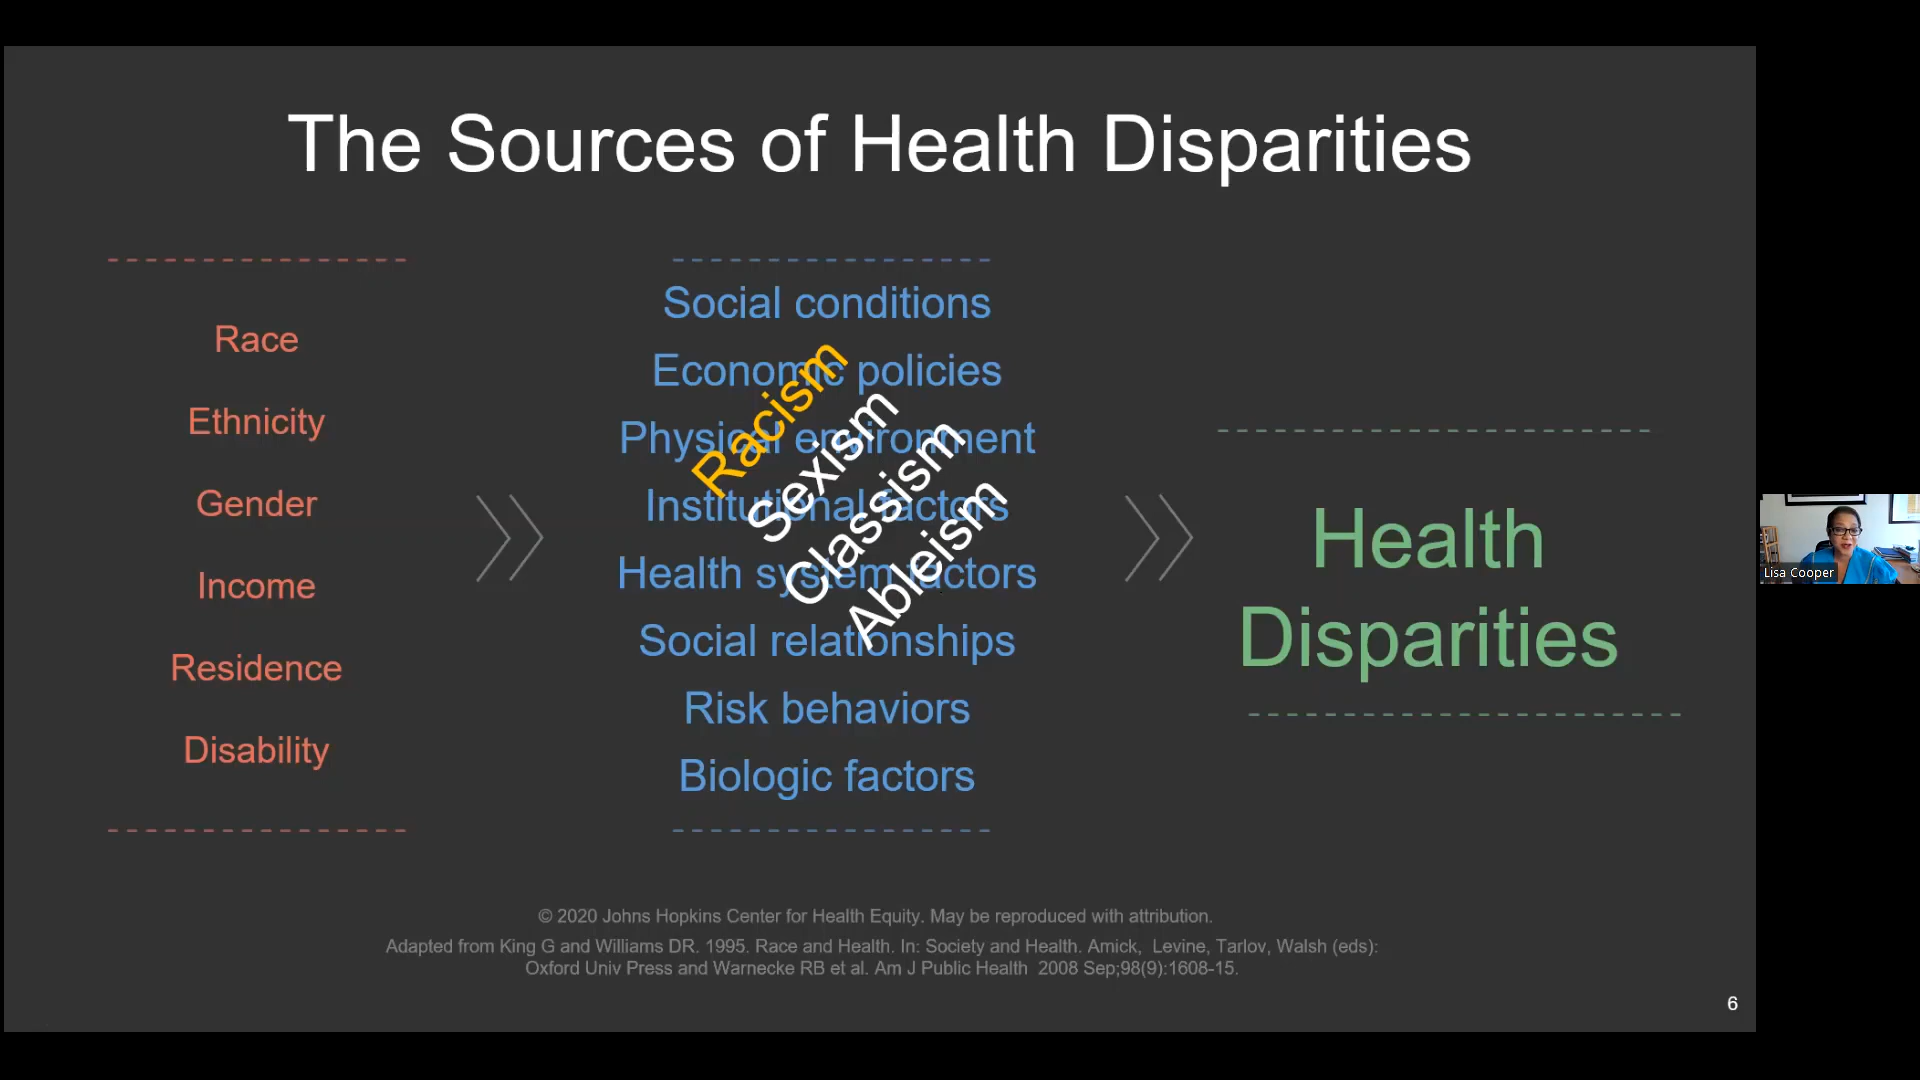 The Sources of Health Disparities
Race
Ethnicity
Gender
Income
Residence
Disability
Social conditions
Economic policies
Physical environment
Institutional factors
Health system factors
Social relationships
Risk behaviors
Biologic factors
Racism
Sexism
Classism
Ableism
Health
Disparities
Lisa Cooper
© 2020 Johns Hopkins Center for Health Equity. May be reproduced with attribution.
Adapted from King G and Williams DR. 1995. Race and Health. In: Society and Health. Amick, Levine, Tarlov, Walsh (eds):
Oxford Univ Press and Warnecke RB et al. Am J Public Health 2008 Sep;98(9):1608-15.
6